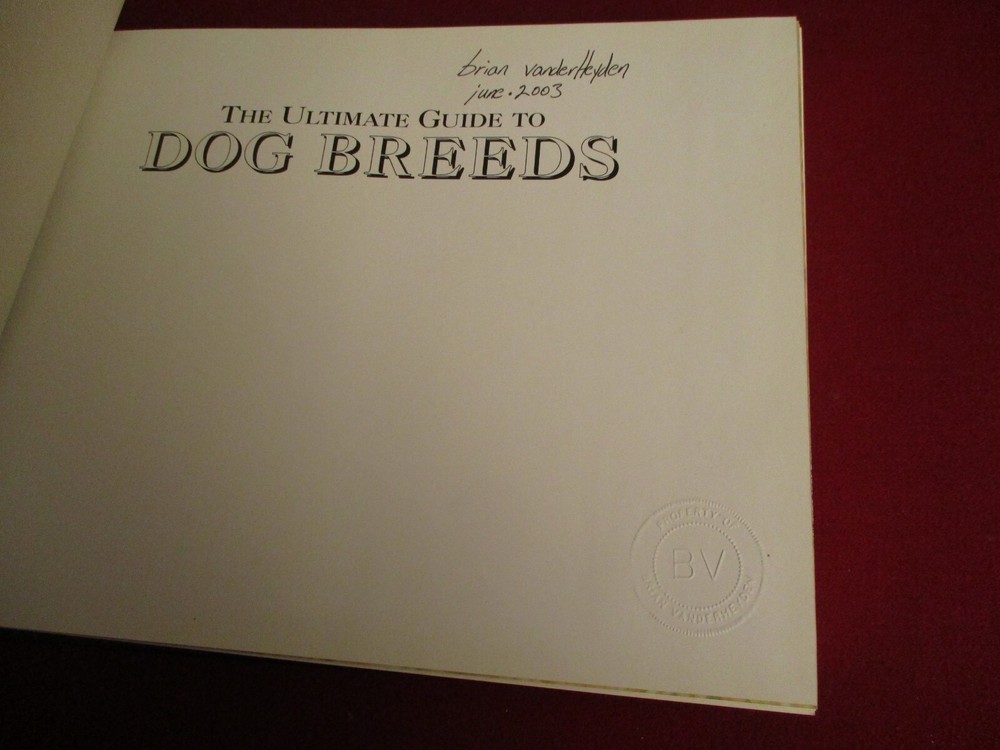 brian vanderHeyden
june. 2003
THE ULTIMATE GUIDE TO
DOG BREEDS
PROPERTY OF
BV
BRIAN VANDERHEYDEN